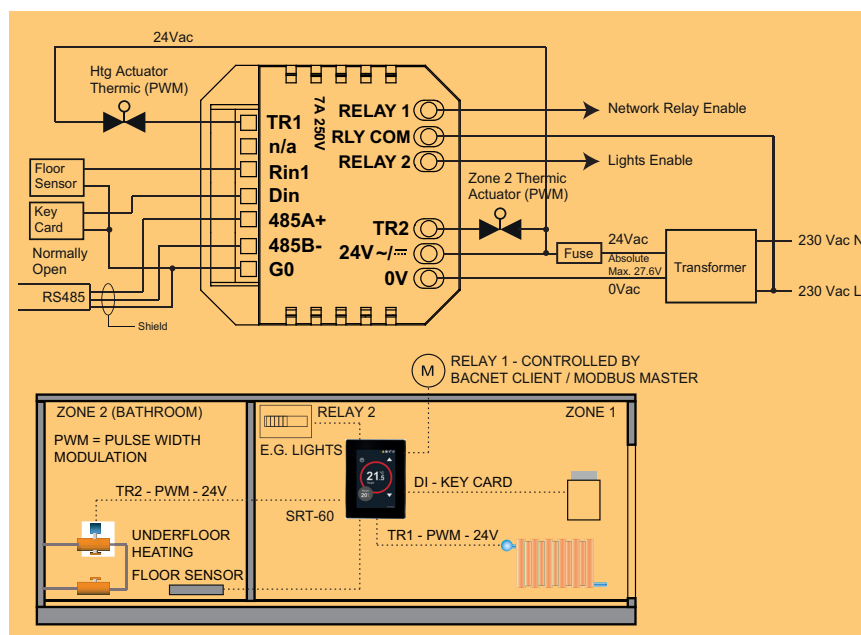 24Vac
Htg Actuator
Thermic (PWM)
7A 250V
TR1
n/a
Rin1
Din
485A+
485B-
G0
RELAY 1
RLY COM
RELAY 2
TR2
24V ~/⎓
0V
Network Relay Enable
Lights Enable
Zone 2 Thermic
Actuator (PWM)
Floor
Sensor
Key
Card
Normally
Open
RS485
Shield
Fuse
24Vac
Absolute
Max. 27.6V
0Vac
Transformer
230 Vac N
230 Vac L
M
RELAY 1 - CONTROLLED BY
BACNET CLIENT / MODBUS MASTER
ZONE 2 (BATHROOM)
PWM = PULSE WIDTH
MODULATION
RELAY 2
E.G. LIGHTS
ZONE 1
21.5
20
DI - KEY CARD
TR2 - PWM - 24V
SRT-60
TR1 - PWM - 24V
UNDERFLOOR
HEATING
FLOOR SENSOR